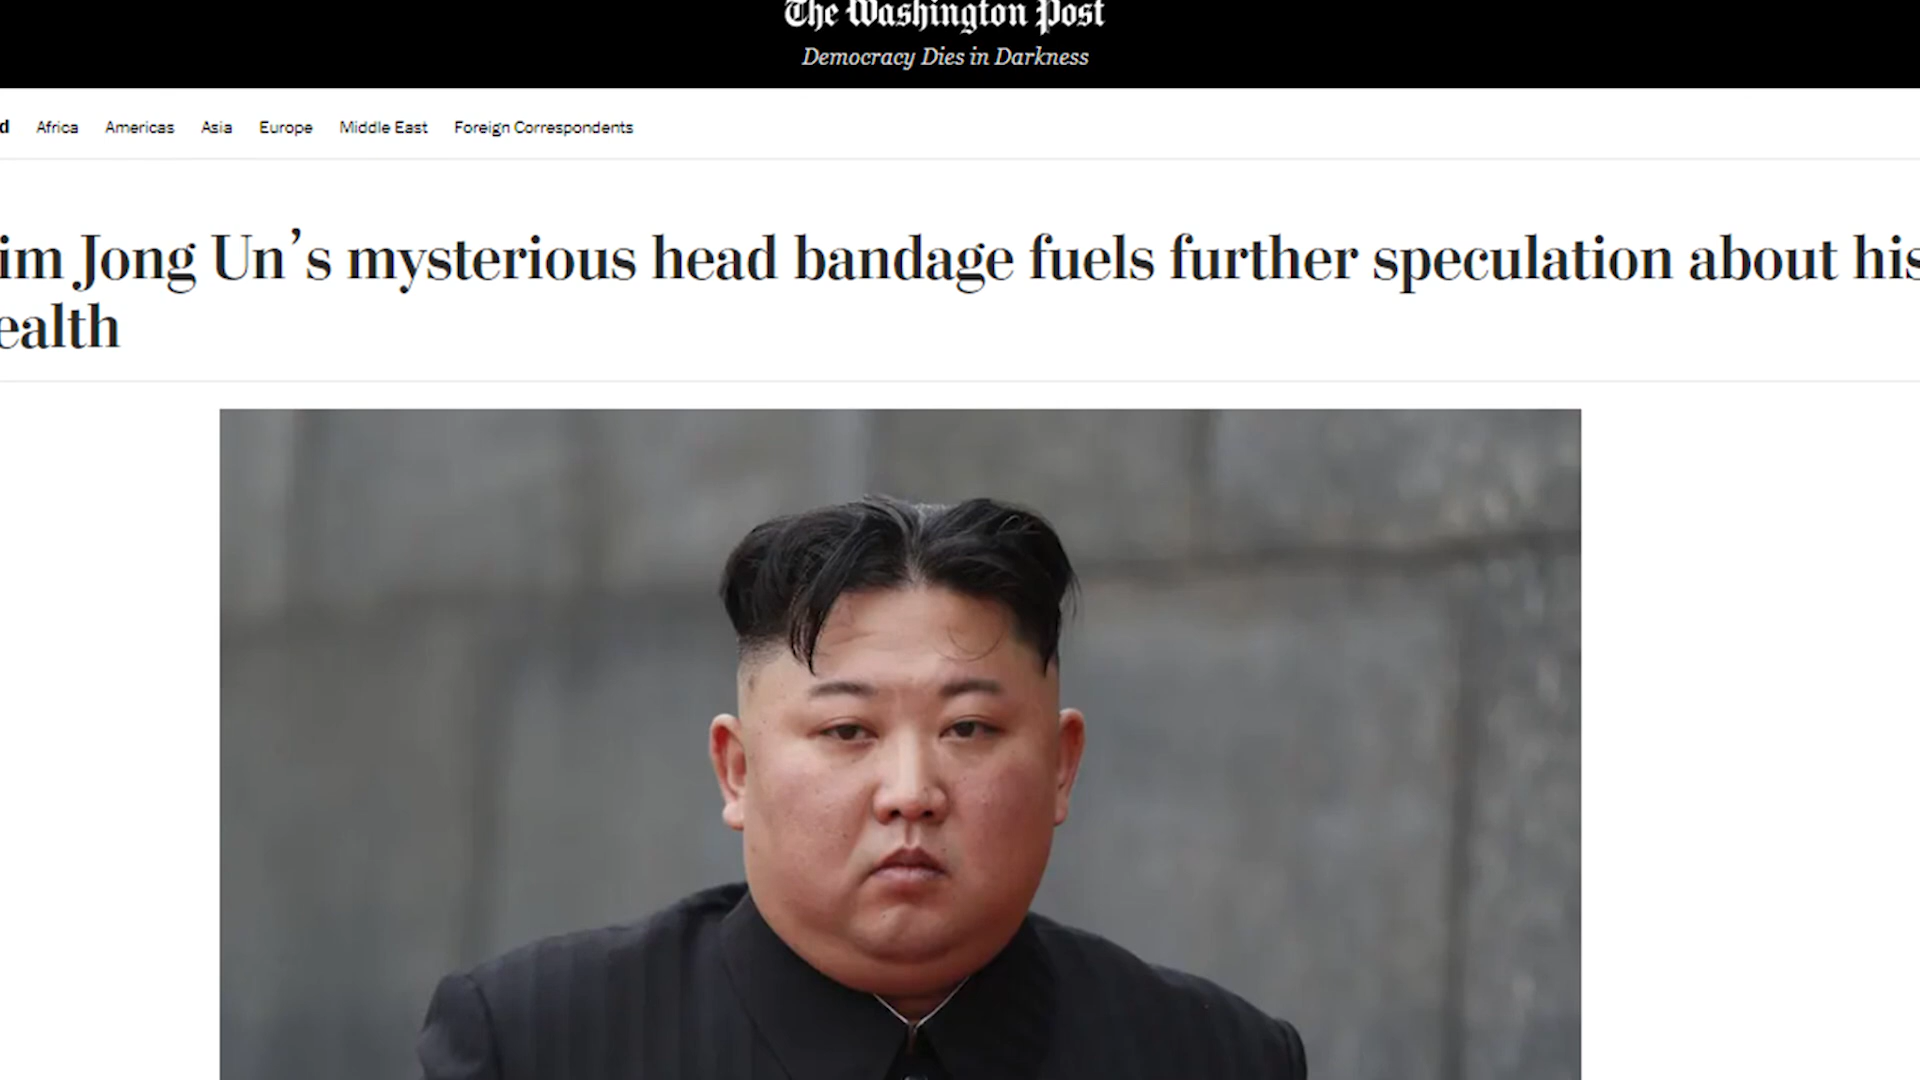 The Washington Post
Democracy Dies in Darkness
d Africa Americas Asia Europe Middle East Foreign Correspondents
im Jong Un’s mysterious head bandage fuels further speculation about his
ealth